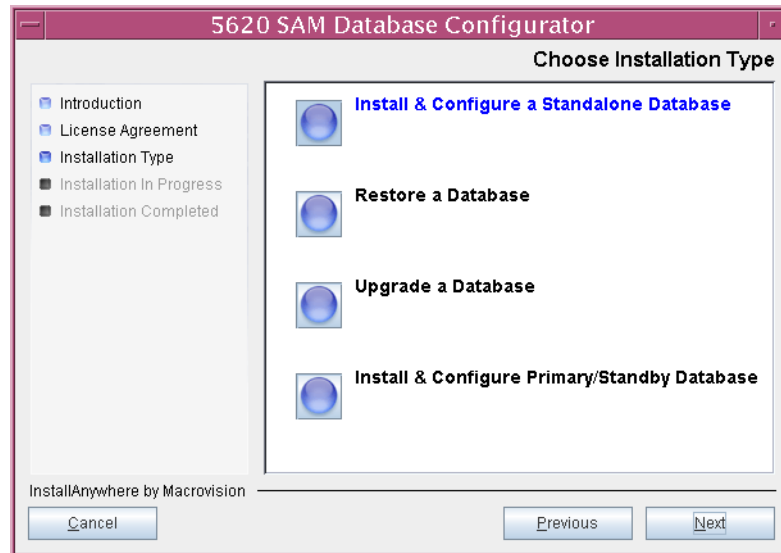 5620 SAM Database Configurator
Choose Installation Type
Introduction
License Agreement
Installation Type
Installation In Progress
Installation Completed
Install & Configure a Standalone Database
Restore a Database
Upgrade a Database
Install & Configure Primary/Standby Database
InstallAnywhere by Macrovision
Cancel
Previous
Next